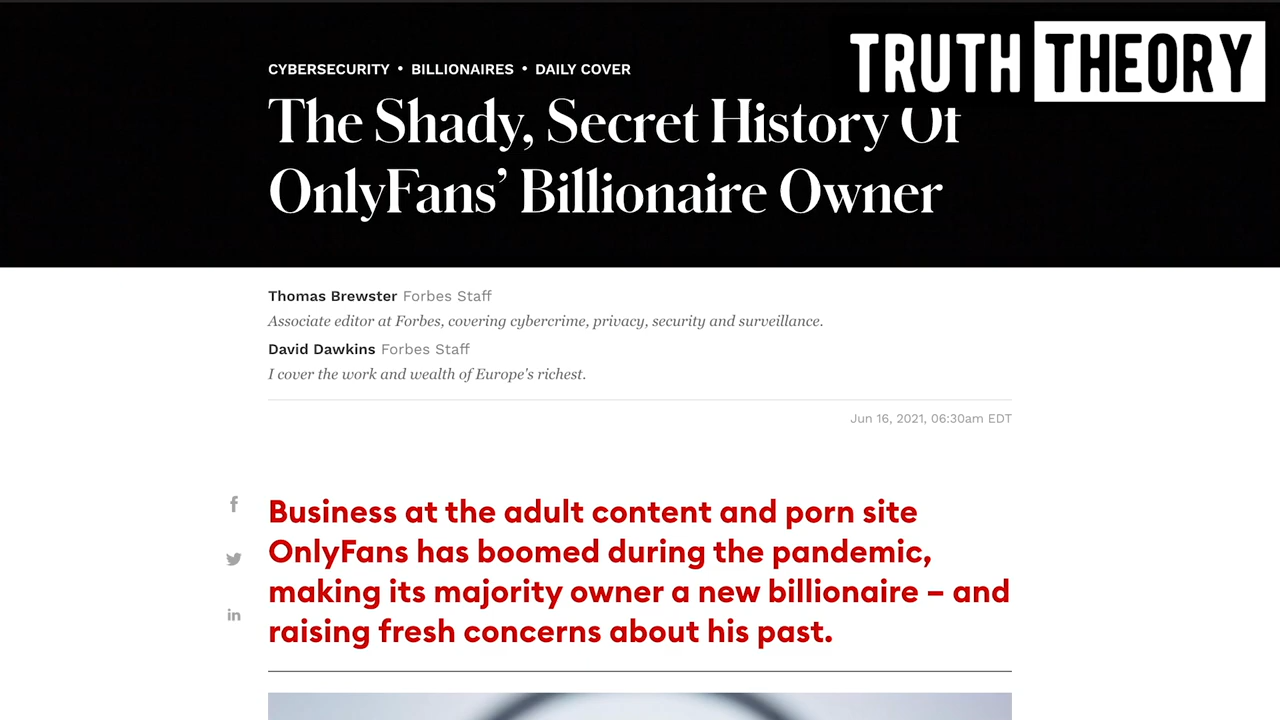 TRUTH THEORY
CYBERSECURITY • BILLIONAIRES • DAILY COVER
The Shady, Secret History Of
OnlyFans’ Billionaire Owner
Thomas Brewster Forbes Staff
Associate editor at Forbes, covering cybercrime, privacy, security and surveillance.
David Dawkins Forbes Staff
I cover the work and wealth of Europe's richest.
Jun 16, 2021, 06:30am EDT
Business at the adult content and porn site
OnlyFans has boomed during the pandemic,
making its majority owner a new billionaire – and
raising fresh concerns about his past.